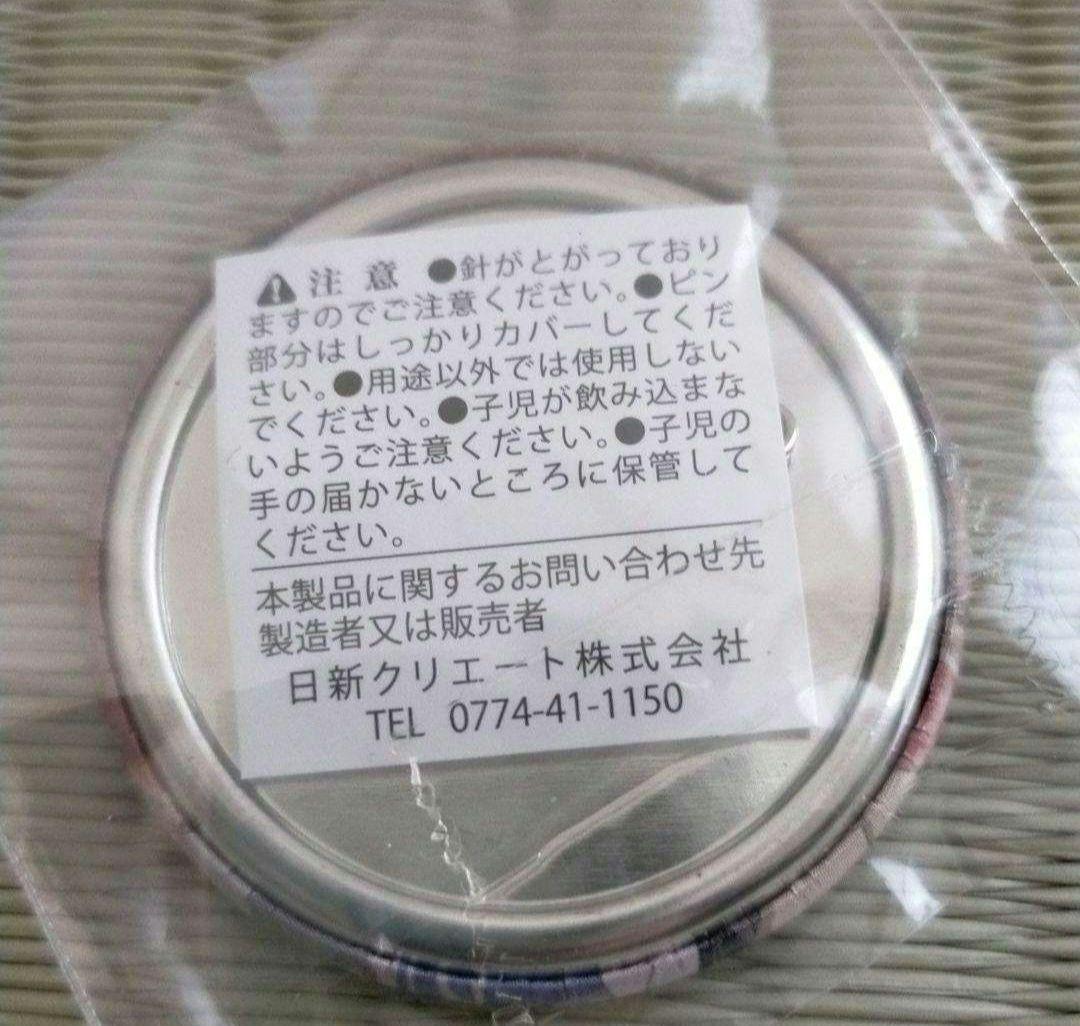 ⚠注意 ●針がとがっており
ますのでご注意ください。●ピン
部分はしっかりカバーしてくだ
さい。●用途以外では使用しない
でください。●子児が飲み込まな
いようご注意ください。●子児の
手の届かないところに保管して
ください。
本製品に関するお問い合わせ先
製造者又は販売者
日新クリエート株式会社
TEL 0774-41-1150